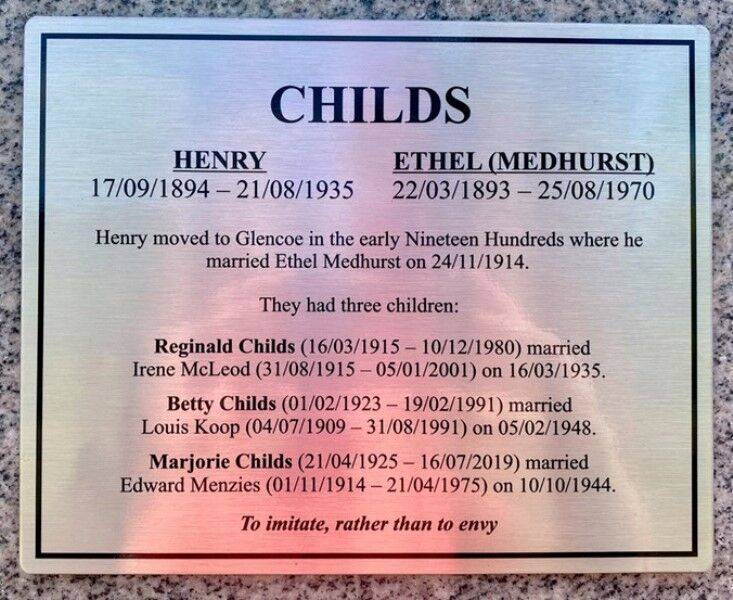 CHILDS
HENRY ETHEL (MEDHURST)
17/09/1894 – 21/08/1935 22/03/1893 – 25/08/1970
Henry moved to Glencoe in the early Nineteen Hundreds where he
married Ethel Medhurst on 24/11/1914.
They had three children:
Reginald Childs (16/03/1915 – 10/12/1980) married
Irene McLeod (31/08/1915 – 05/01/2001) on 16/03/1935.
Betty Childs (01/02/1923 – 19/02/1991) married
Louis Koop (04/07/1909 – 31/08/1991) on 05/02/1948.
Marjorie Childs (21/04/1925 – 16/07/2019) married
Edward Menzies (01/11/1914 – 21/04/1975) on 10/10/1944.
To imitate, rather than to envy